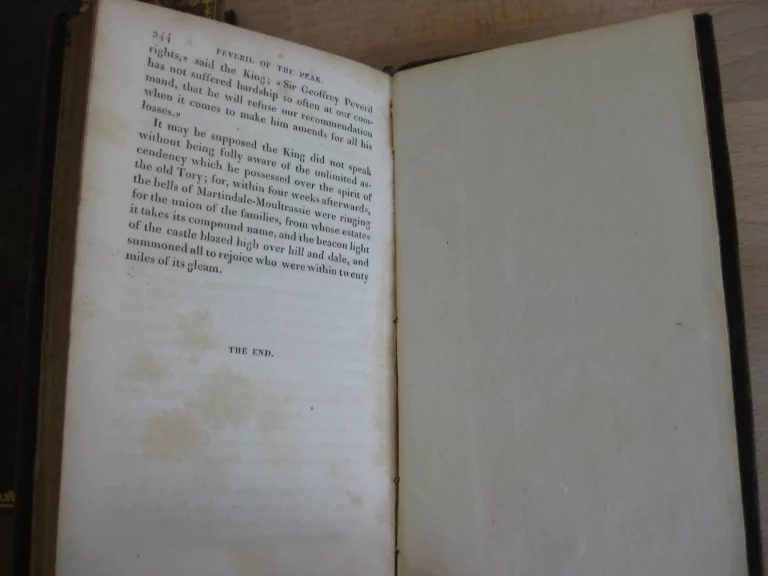 244
PEVERIL OF THE PEAK.
rights,» said the King; «Sir Geoffrey Peveril
has not suffered hardship so often at our com-
mand, that he will refuse our recommendation
when it comes to make him amends for all his
losses.»
It may be supposed the King did not speak
without being fully aware of the unlimited as-
cendency which he possessed over the spirit of
the old Tory; for, within four weeks afterwards,
the bells of Martindale-Moultrassie were ringing
for the union of the families, from whose estates
it takes its compound name, and the beacon light
of the castle blazed high over hill and dale, and
summoned all to rejoice who were within twenty
miles of its gleam.
THE END.